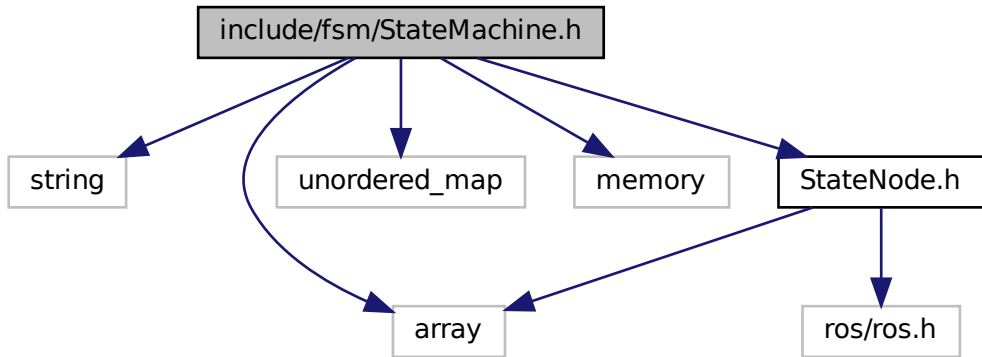 include/fsm/StateMachine.h
string
unordered_map
memory
StateNode.h
array
ros/ros.h